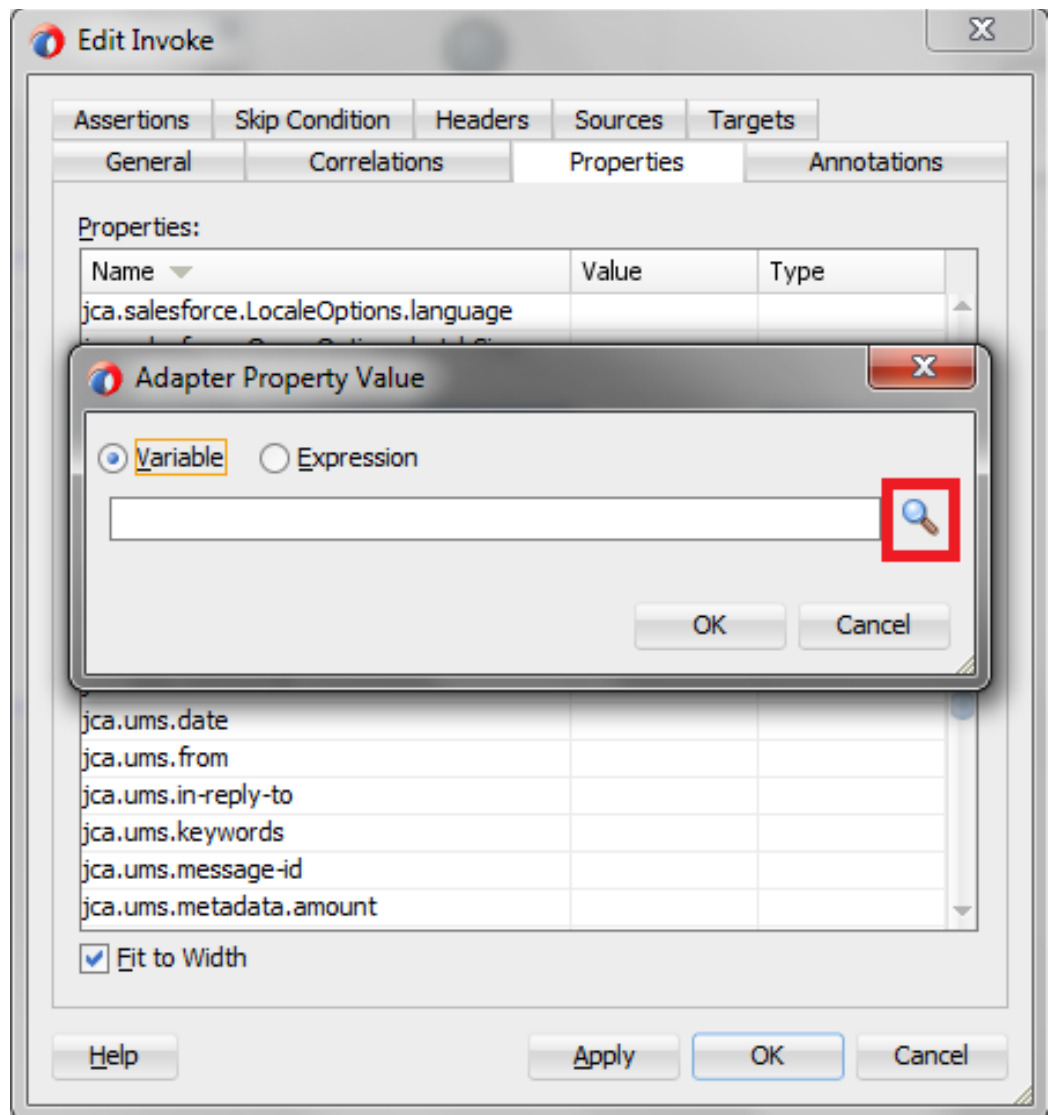 Edit Invoke
Assertions Skip Condition Headers Sources Targets
General Correlations Properties Annotations
Properties:
Name Value Type
jca.salesforce.LocaleOptions.language
Adapter Property Value
Variable Expression
OK Cancel
jca.ums.date
jca.ums.from
jca.ums.in-reply-to
jca.ums.keywords
jca.ums.message-id
jca.ums.metadata.amount
Fit to Width
Help Apply OK Cancel